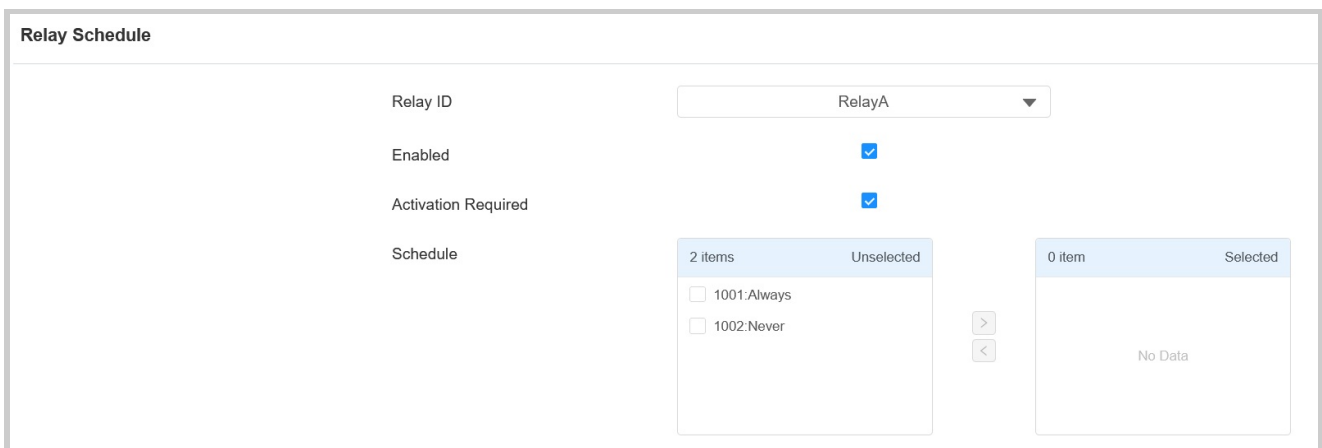 Relay Schedule
Relay ID
RelayA
Enabled
Activation Required
Schedule
2 items Unselected
0 item Selected
1001:Always
1002:Never
>
<
No Data